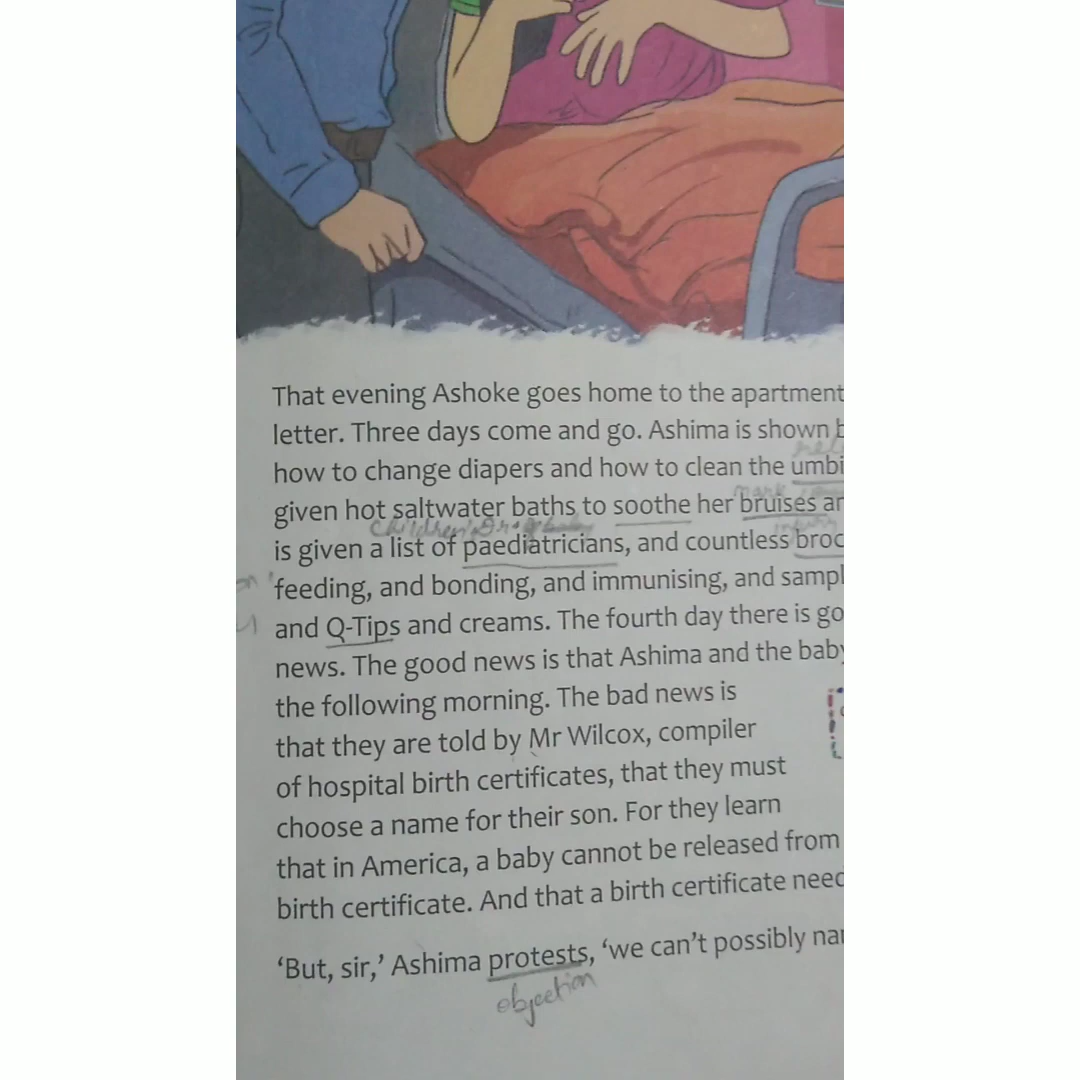 That evening Ashoke goes home to the apartment
letter. Three days come and go. Ashima is shown
how to change diapers and how to clean the umbi
given hot saltwater baths to soothe her bruises ar
is given a list of paediatricians, and countless broc
feeding, and bonding, and immunising, and sampl
and Q-Tips and creams. The fourth day there is go
news. The good news is that Ashima and the baby
the following morning. The bad news is
that they are told by Mr Wilcox, compiler
of hospital birth certificates, that they must
choose a name for their son. For they learn
that in America, a baby cannot be released from
birth certificate. And that a birth certificate need
‘But, sir,’ Ashima protests, ‘we can’t possibly nar
objection